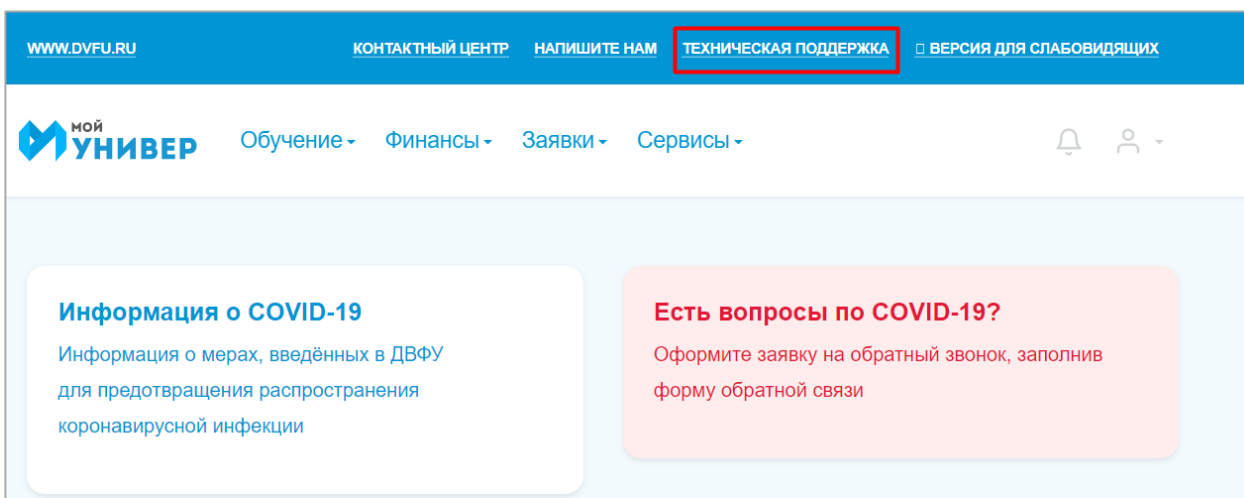 WWW.DVFU.RU КОНТАКТНЫЙ ЦЕНТР НАПИШИТЕ НАМ ТЕХНИЧЕСКАЯ ПОДДЕРЖКА ВЕРСИЯ ДЛЯ СЛАБОВИДЯЩИХ
МОЙ
УНИВЕР
Обучение Финансы Заявки Сервисы
Информация о COVID-19
Информация о мерах, введённых в ДВФУ
для предотвращения распространения
коронавирусной инфекции
Есть вопросы по COVID-19?
Оформите заявку на обратный звонок, заполнив
форму обратной связи